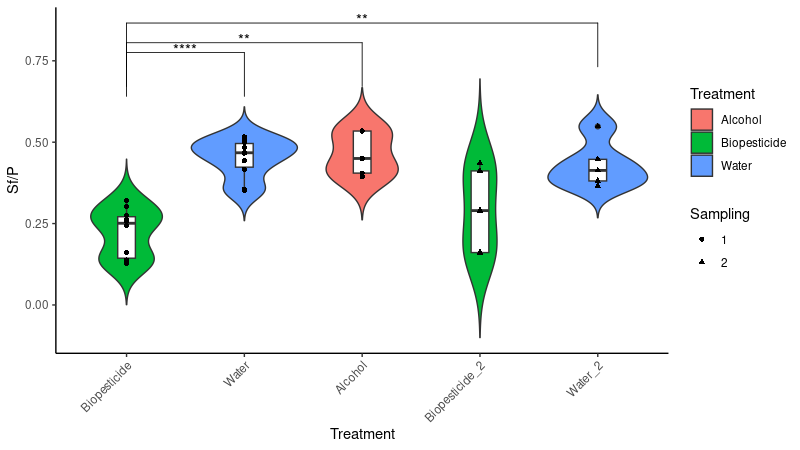 **
**
****
0.75
0.50
0.25
0.00
Sf/P
Biopesticide
Water
Alcohol
Biopesticide_2
Water_2
Treatment
Treatment
Alcohol
Biopesticide
Water
Sampling
1
2